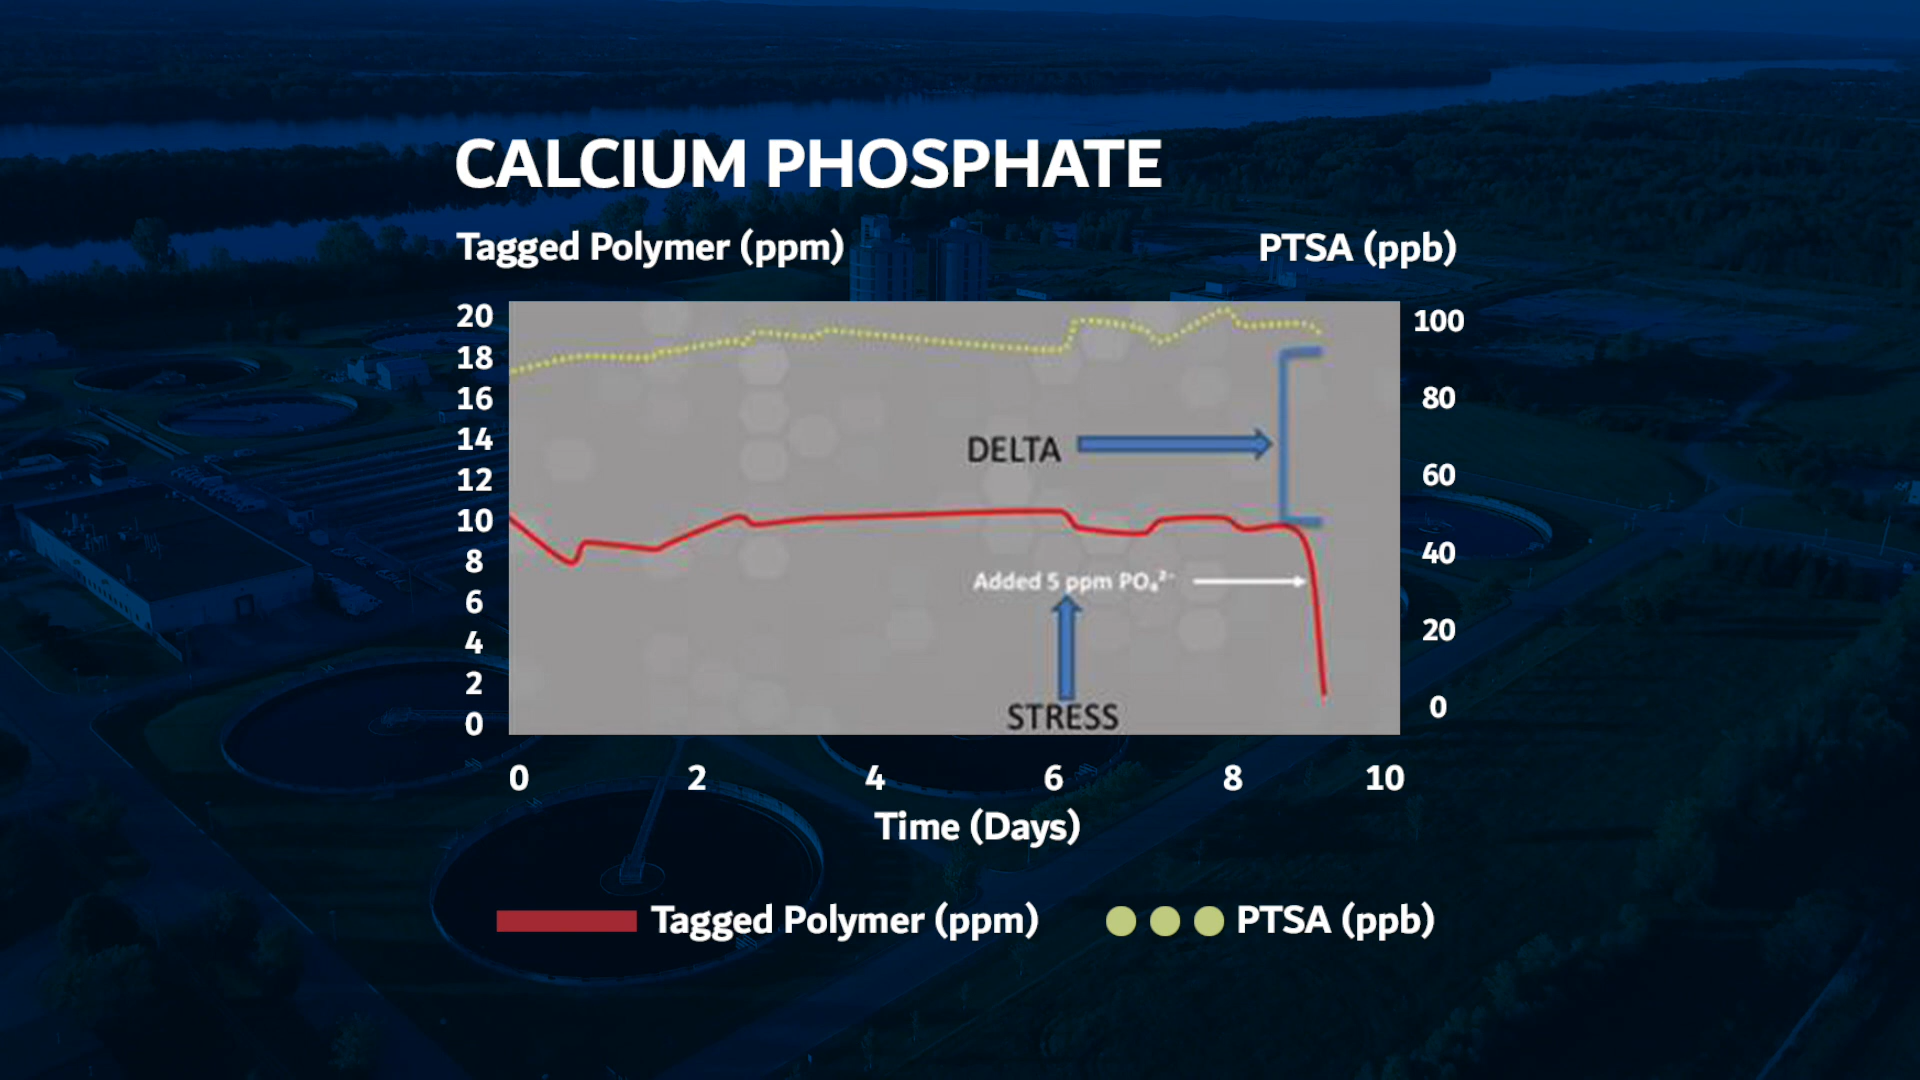 CALCIUM PHOSPHATE
Tagged Polymer (ppm)
PTSA (ppb)
20
18
16
14
12
10
8
6
4
2
0
100
80
60
40
20
0
DELTA
Added 5 ppm PO₄²⁻
STRESS
0 2 4 6 8 10
Time (Days)
Tagged Polymer (ppm) PTSA (ppb)